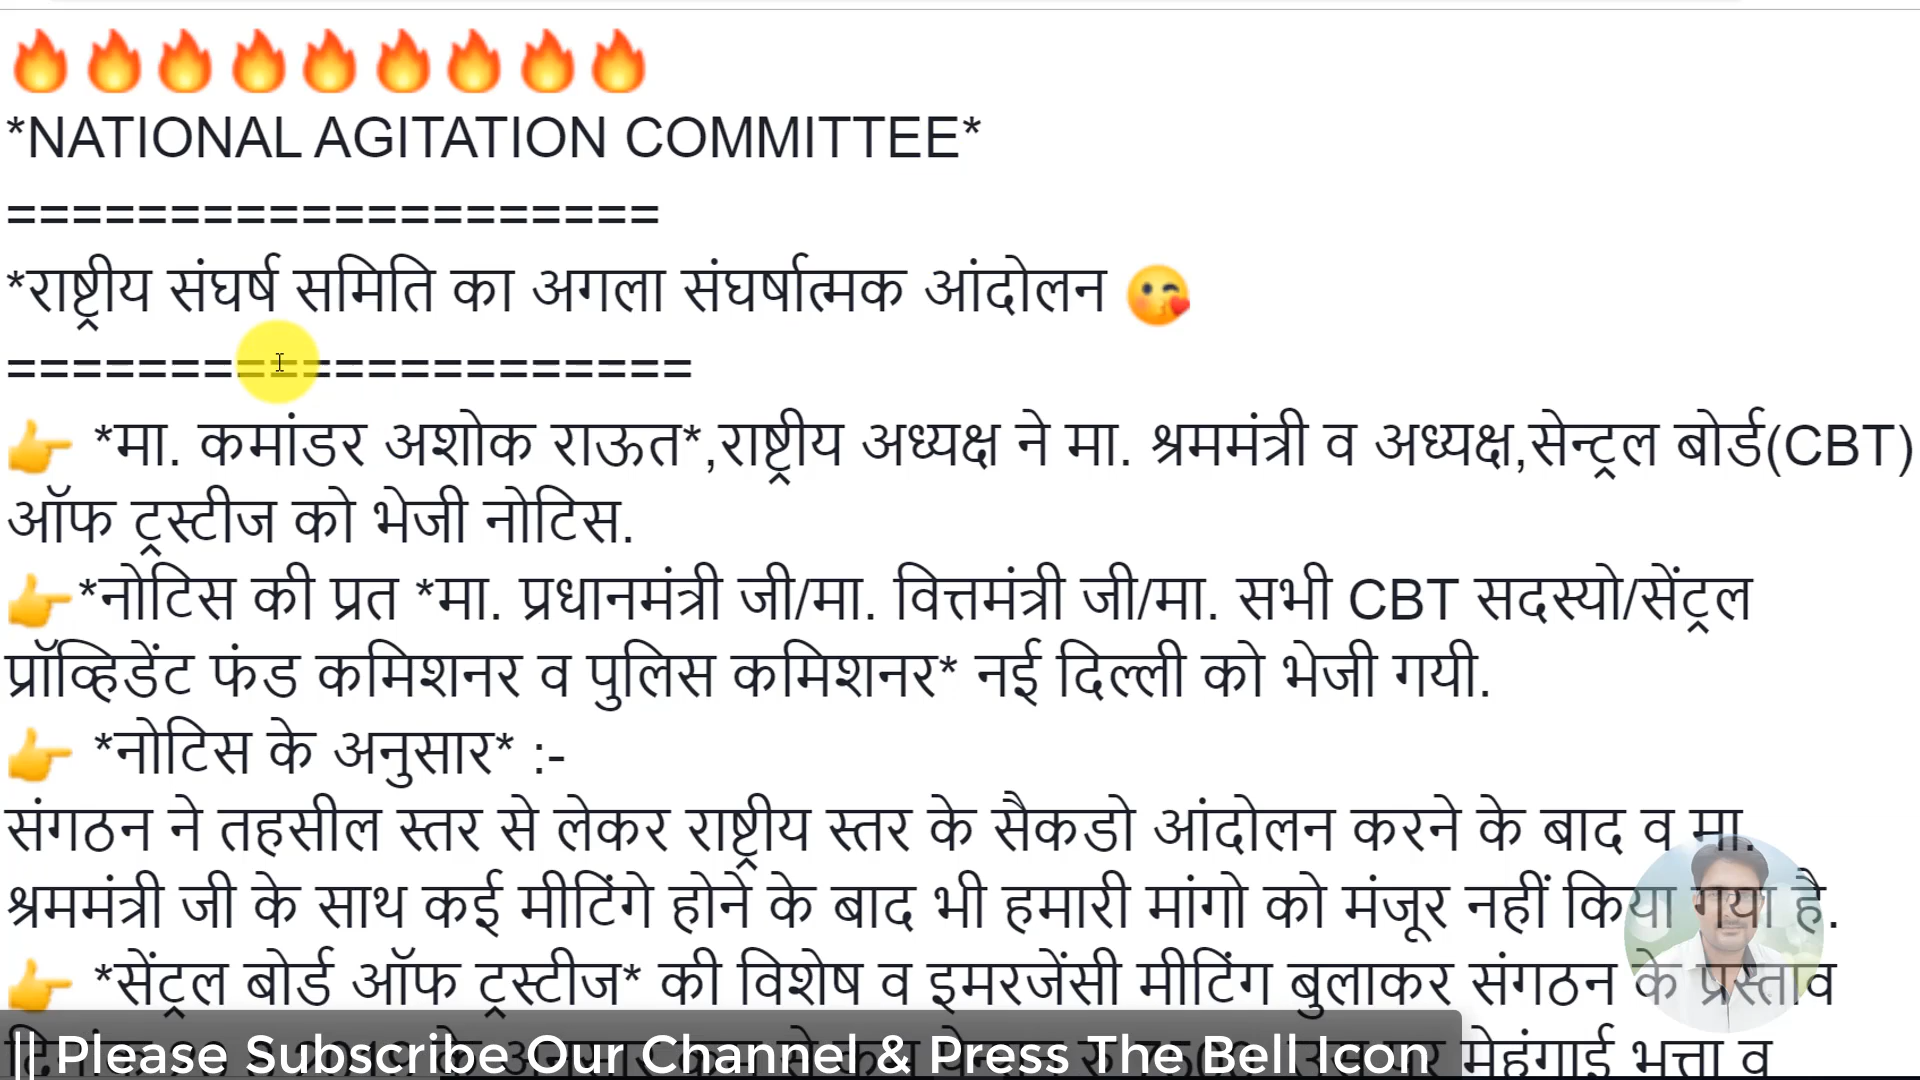 *NATIONAL AGITATION COMMITTEE*
====================
*राष्ट्रीय संघर्ष समिति का अगला संघर्षात्मक आंदोलन 😘
=====================
👉 *मा. कमांडर अशोक राऊत*,राष्ट्रीय अध्यक्ष ने मा. श्रममंत्री व अध्यक्ष,सेन्ट्रल बोर्ड(CBT)
ऑफ ट्रस्टीज को भेजी नोटिस.
👉*नोटिस की प्रत *मा. प्रधानमंत्री जी/मा. वित्तमंत्री जी/मा. सभी CBT सदस्यो/सेंट्रल
प्रॉव्हिडेंट फंड कमिशनर व पुलिस कमिशनर* नई दिल्ली को भेजी गयी.
👉 *नोटिस के अनुसार* :-
संगठन ने तहसील स्तर से लेकर राष्ट्रीय स्तर के सैकडो आंदोलन करने के बाद व मा.
श्रममंत्री जी के साथ कई मीटिंगे होने के बाद भी हमारी मांगो को मंजूर नहीं किया गया है.
👉 *सेंट्रल बोर्ड ऑफ ट्रस्टीज* की विशेष व इमरजेंसी मीटिंग बुलाकर संगठन के प्रस्ताव
मेहंगाई भत्ता व
|| Please Subscribe Our Channel & Press The Bell Icon